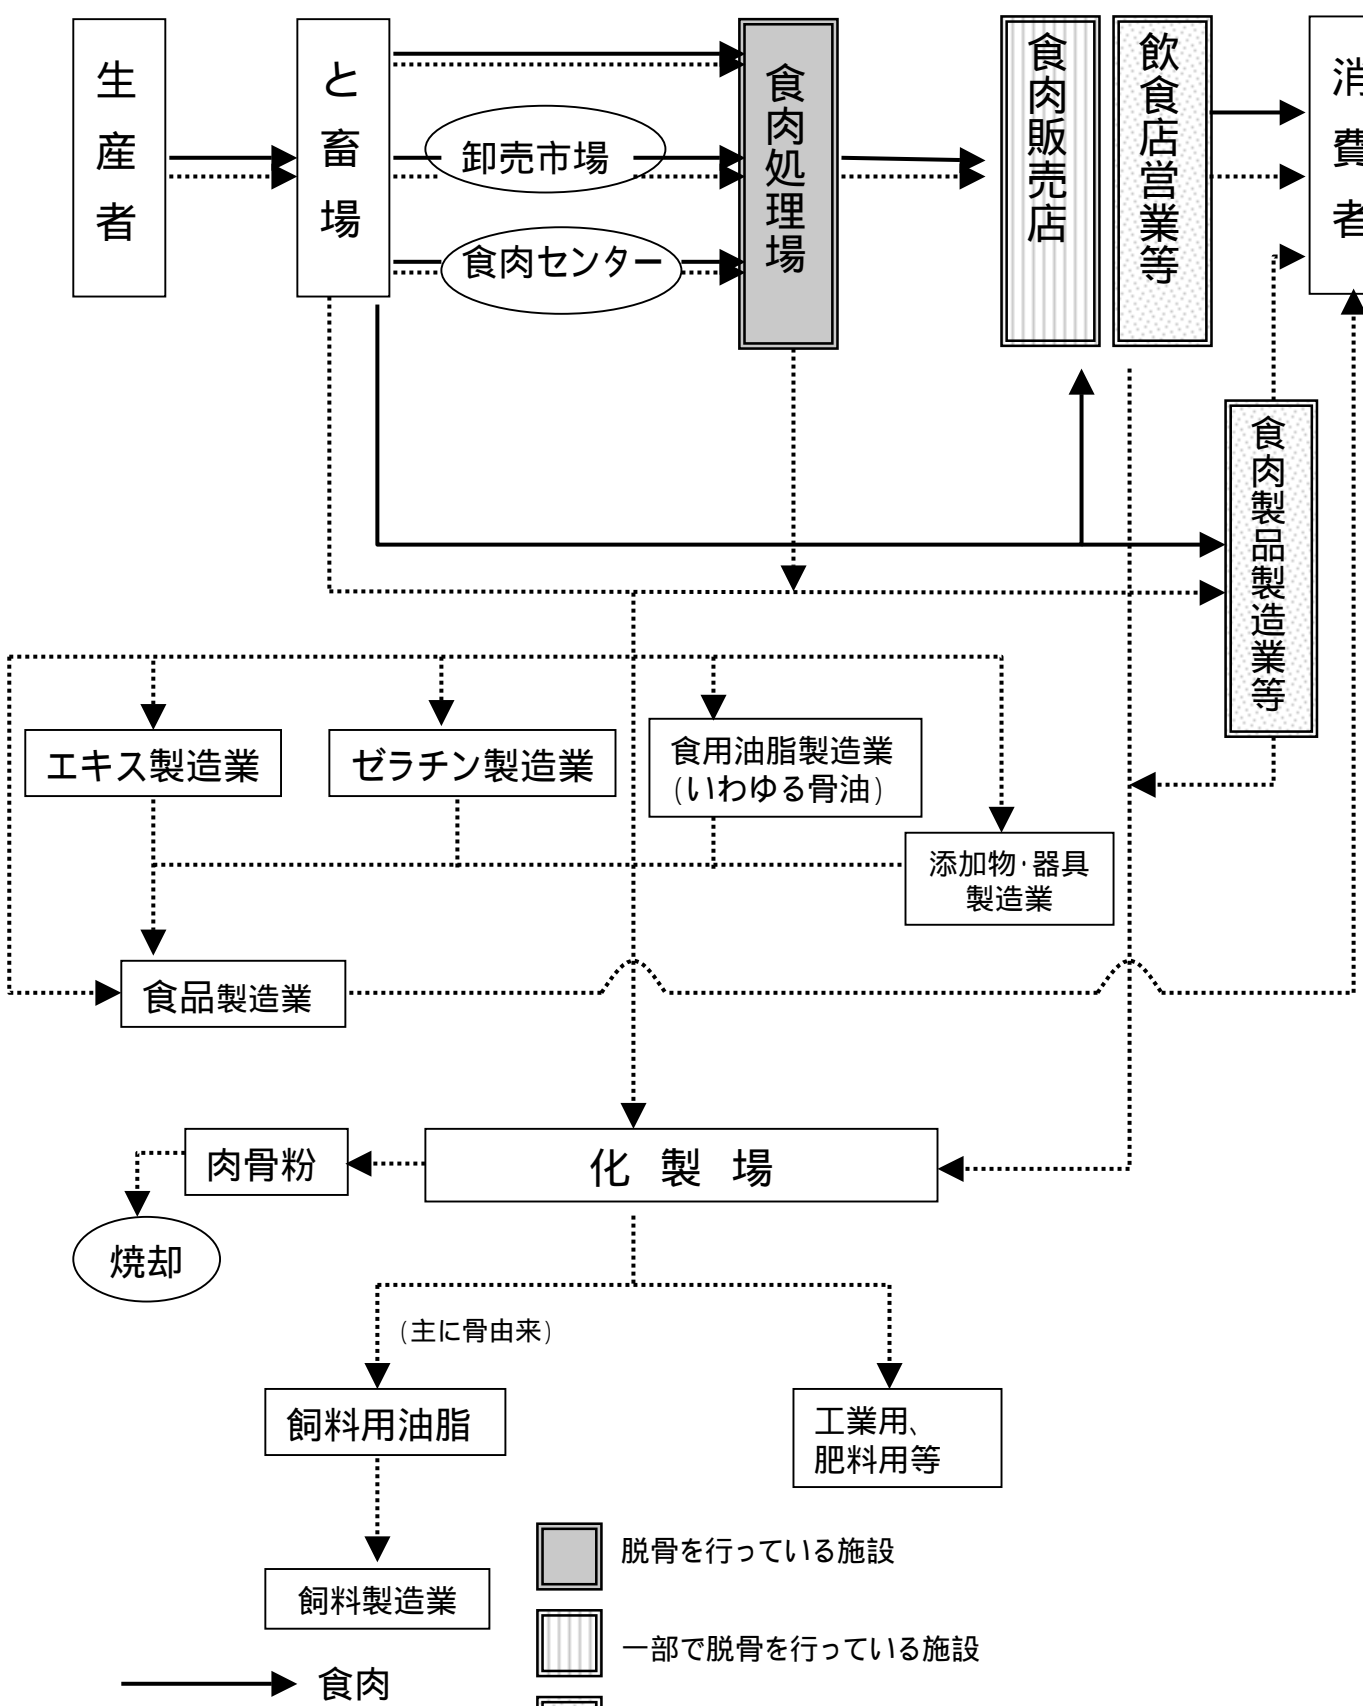 生産者
と畜場
卸売市場
食肉センター
食肉処理場
食肉販売店
飲食店営業等
消費者
食肉製品製造業等
エキス製造業
ゼラチン製造業
食用油脂製造業
(いわゆる骨油)
添加物・器具
製造業
食品製造業
肉骨粉
化製場
焼却
(主に骨由来)
飼料用油脂
工業用、
肥料用等
飼料製造業
脱骨を行っている施設
一部で脱骨を行っている施設
食肉